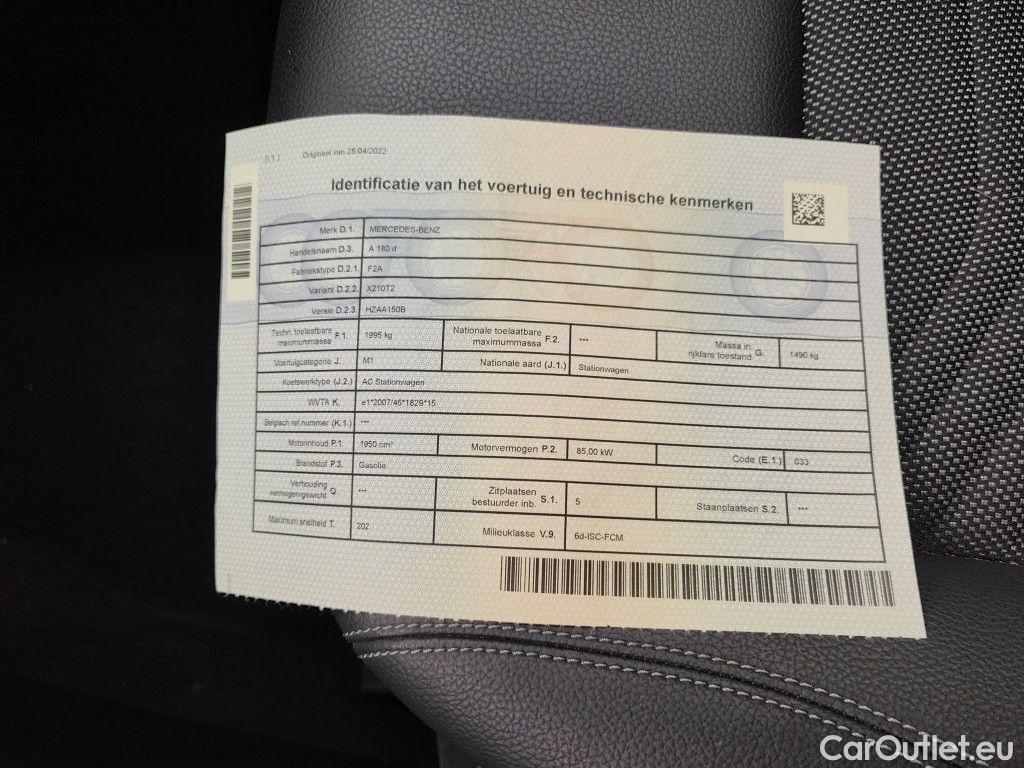 (I.1.) Origineel van 25/04/2022
Identificatie van het voertuig en technische kenmerken
Merk D.1. MERCEDES-BENZ
Handelsnaam D.3. A 180 d
Fabriekstype D.2.1. F2A
Variant D.2.2. X210T2
Versie D.2.3. HZAA150B
Techn. toelaatbare maximummassa F.1. 1995 kg Nationale toelaatbare maximummassa F.2. --- Massa in rijklare toestand G. 1490 kg
Voertuigcategorie J. M1 Nationale aard (J.1.) Stationwagen
Koetswerktype (J.2.) AC Stationwagen
WVTA K. e1*2007/46*1829*15
Belgisch ref.nummer (K.1.) ---
Motorinhoud P.1. 1950 cm³ Motorvermogen P.2. 85,00 kW Code (E.1.) 033
Brandstof P.3. Gasolie
Verhouding vermogen/gewicht Q. --- Zitplaatsen bestuurder inb. S.1. 5 Staanplaatsen S.2. ---
Maximum snelheid T. 202 Milieuklasse V.9. 6d-ISC-FCM
CarOutlet.eu